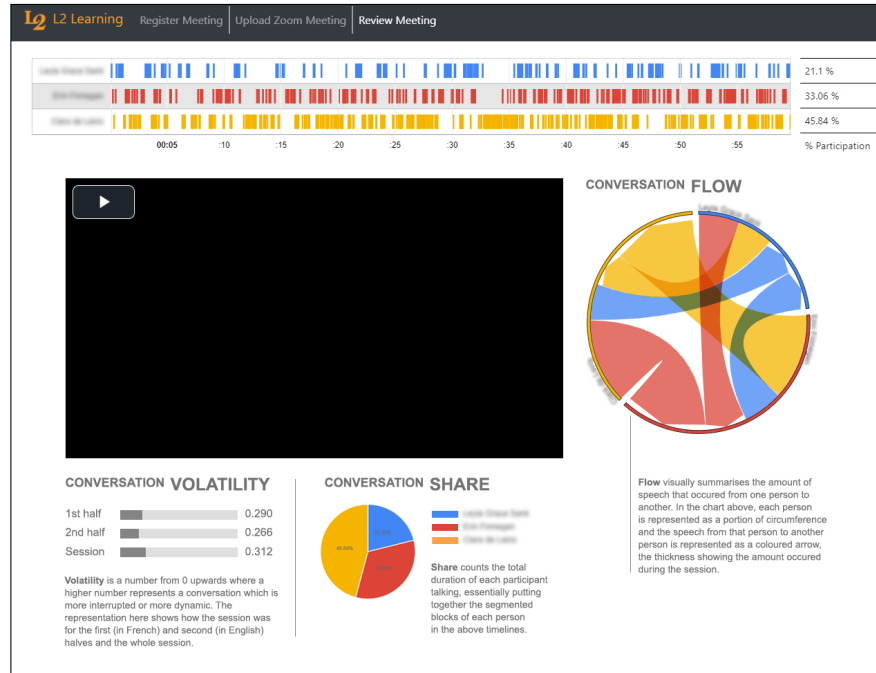 L2 L2 Learning Register Meeting Upload Zoom Meeting Review Meeting
21.1 %
33.06 %
45.84 %
00:05 :10 :15 :20 :25 :30 :35 :40 :45 :50 :55 % Participation
CONVERSATION FLOW
CONVERSATION VOLATILITY
1st half 0.290
2nd half 0.266
Session 0.312
Volatility is a number from 0 upwards where a
higher number represents a conversation which is
more interrupted or more dynamic. The
representation here shows how the session was
for the first (in French) and second (in English)
halves and the whole session.
CONVERSATION SHARE
45.84%
Share counts the total
duration of each participant
talking, essentially putting
together the segmented
blocks of each person
in the above timelines.
Flow visually summarises the amount of
speech that occured from one person to
another. In the chart above, each person
is represented as a portion of circumference
and the speech from that person to another
person is represented as a coloured arrow,
the thickness showing the amount occured
during the session.